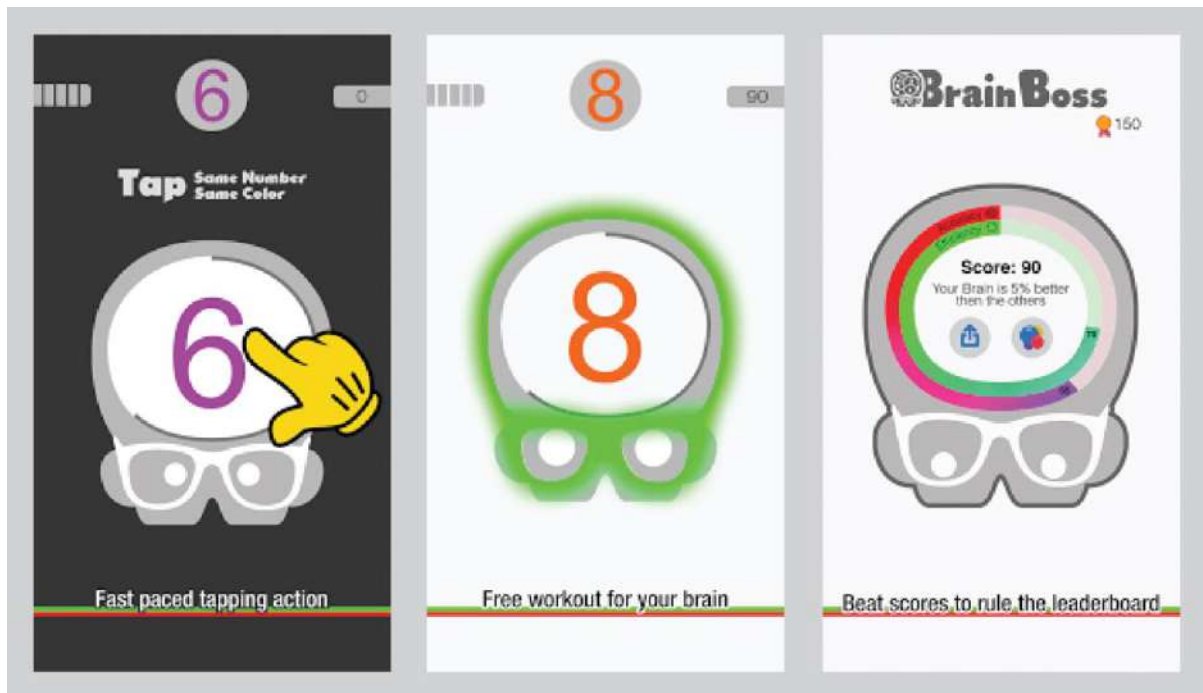 6
0
Tap Same Number
Same Color
6
Fast paced tapping action
8
90
8
Free workout for your brain
Brain Boss
150
Score: 90
Your Brain is 5% better
then the others
Beat scores to rule the leaderboard